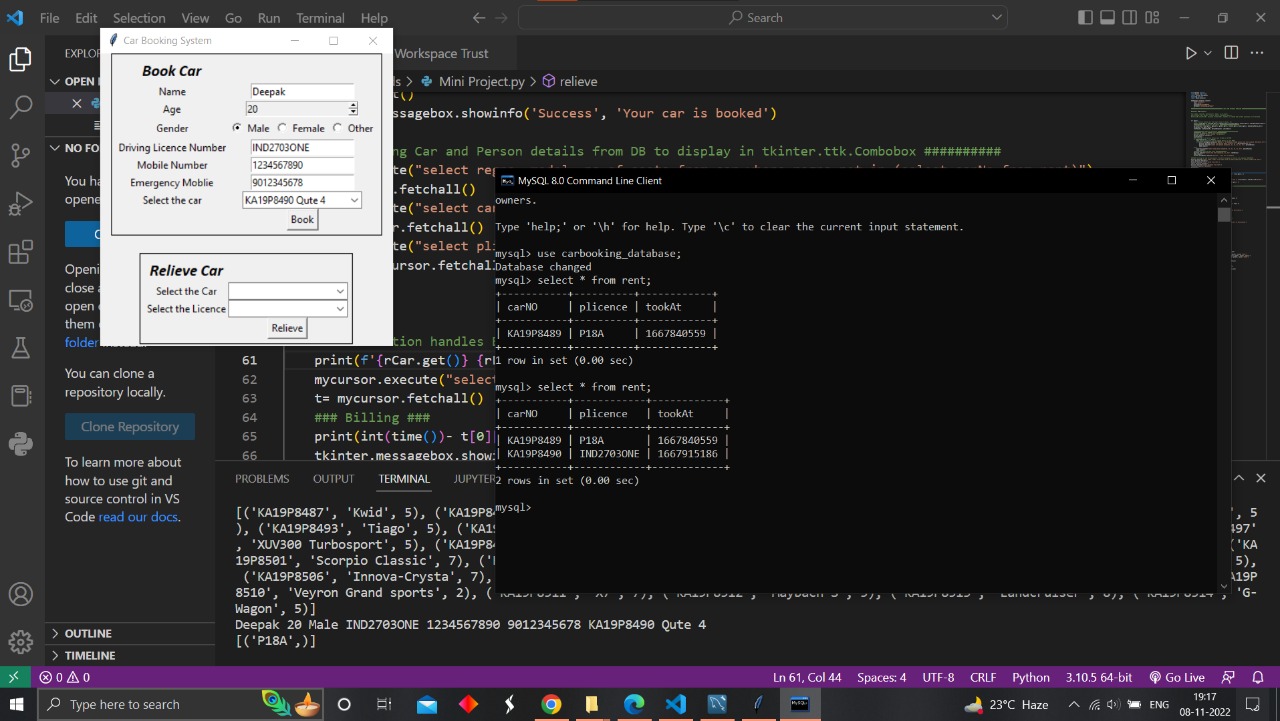 File Edit Selection View Go Run Terminal Help
Search
Car Booking System
Book Car
Name Deepak
Age 20
Gender Male Female Other
Driving Licence Number IND2703ONE
Mobile Number 1234567890
Emergency Moblie 9012345678
Select the car KA19P8490 Qute 4
Book
Relieve Car
Select the Car
Select the Licence
Relieve
EXPLO
OPEN
NO FO
You ha
opene
Openi
close
open
them
folder
You can clone a
repository locally.
Clone Repository
To learn more about
how to use git and
source control in VS
Code read our docs.
OUTLINE
TIMELINE
Workspace Trust
Mini Project.py > relieve
ssagebox.showinfo('Success', 'Your car is booked')
ng Car and Person details from DB to display in tkinter.ttk.Combobox ##########
.fetchall()
te("select car
.fetchall()
te("select pli
cursor.fetchal
tion handles
61 print(f'{rCar.get()} {r
62 mycursor.execute("select
63 t= mycursor.fetchall()
64 ### Billing ###
65 print(int(time())- t[0]
66 tkinter.messagebox.showi
MySQL 8.0 Command Line Client
owners.
Type 'help;' or '\h' for help. Type '\c' to clear the current input statement.
mysql> use carbooking_database;
Database changed
mysql> select * from rent;
+-----------+----------+------------+
| carNO | plicence | tookAt |
+-----------+----------+------------+
| KA19P8489 | P18A | 1667840559 |
+-----------+----------+------------+
1 row in set (0.00 sec)
mysql> select * from rent;
+-----------+------------+------------+
| carNO | plicence | tookAt |
+-----------+------------+------------+
| KA19P8489 | P18A | 1667840559 |
| KA19P8490 | IND2703ONE | 1667915186 |
+-----------+------------+------------+
2 rows in set (0.00 sec)
mysql>
PROBLEMS OUTPUT TERMINAL JUPYTER
[('KA19P8487', 'Kwid', 5), ('KA19P8 , 5
), ('KA19P8493', 'Tiago', 5), ('KA1 497'
, 'XUV300 Turbosport', 5), ('KA19P8 ('KA
19P8501', 'Scorpio Classic', 7), ( 5),
('KA19P8506', 'Innova-Crysta', 7), A19P
8510', 'Veyron Grand sports', 2), ('G-
Wagon', 5)]
Deepak 20 Male IND2703ONE 1234567890 9012345678 KA19P8490 Qute 4
[('P18A',)]
0 0 Ln 61, Col 44 Spaces: 4 UTF-8 CRLF Python 3.10.5 64-bit Go Live
Type here to search
23°C Haze ENG
19:17
08-11-2022